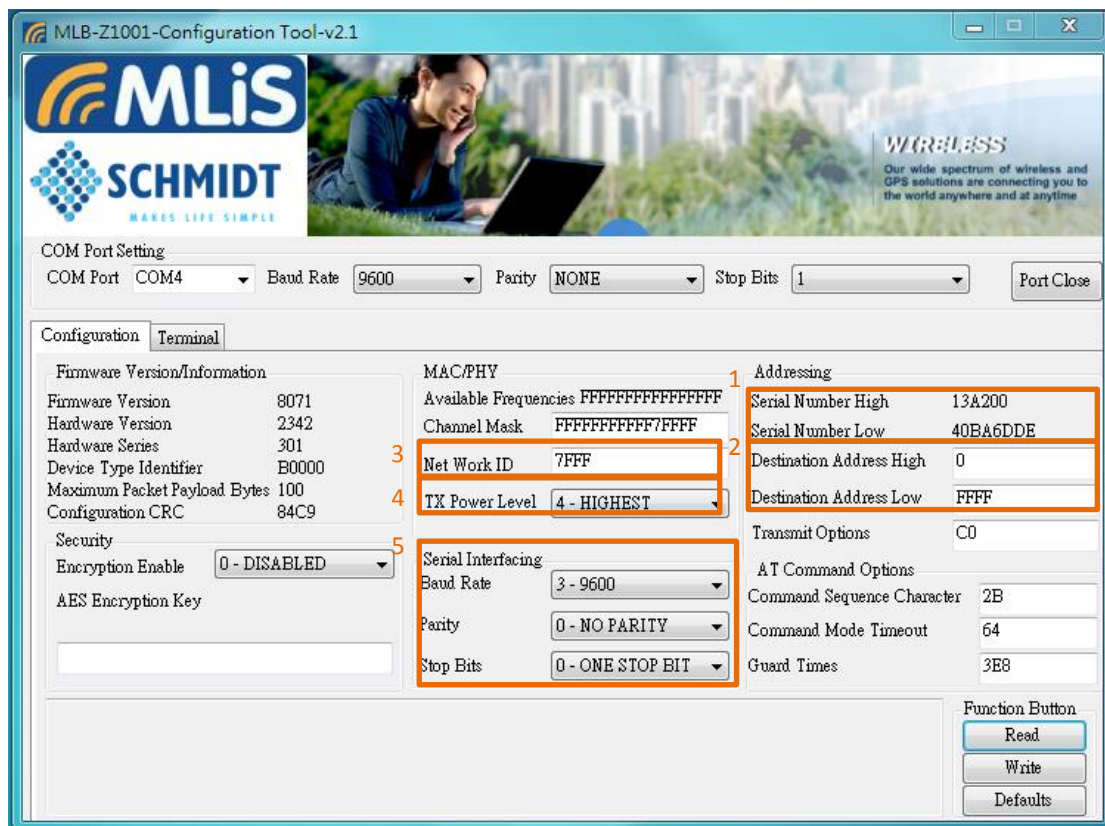 MLB-Z1001-Configuration Tool-v2.1
MLiS
SCHMIDT
MAKES LIFE SIMPLE
WIRELESS
Our wide spectrum of wireless and
GPS solutions are connecting you to
the world anywhere and at anytime
COM Port Setting
COM Port COM4 Baud Rate 9600 Parity NONE Stop Bits 1 Port Close
Configuration Terminal
Firmware Version/Information
Firmware Version 8071
Hardware Version 2342
Hardware Series 301
Device Type Identifier B0000
Maximum Packet Payload Bytes 100
Configuration CRC 84C9
Security
Encryption Enable 0 - DISABLED
AES Encryption Key
MAC/PHY
Available Frequencies FFFFFFFFFFFFFFFF
Channel Mask FFFFFFFFFFF7FFFF
3 Net Work ID 7FFF
4 TX Power Level 4 - HIGHEST
5
Serial Interfacing
Baud Rate 3 - 9600
Parity 0 - NO PARITY
Stop Bits 0 - ONE STOP BIT
1 Addressing
Serial Number High 13A200
Serial Number Low 40BA6DDE
2 Destination Address High 0
Destination Address Low FFFF
Transmit Options C0
AT Command Options
Command Sequence Character 2B
Command Mode Timeout 64
Guard Times 3E8
Function Button
Read
Write
Defaults